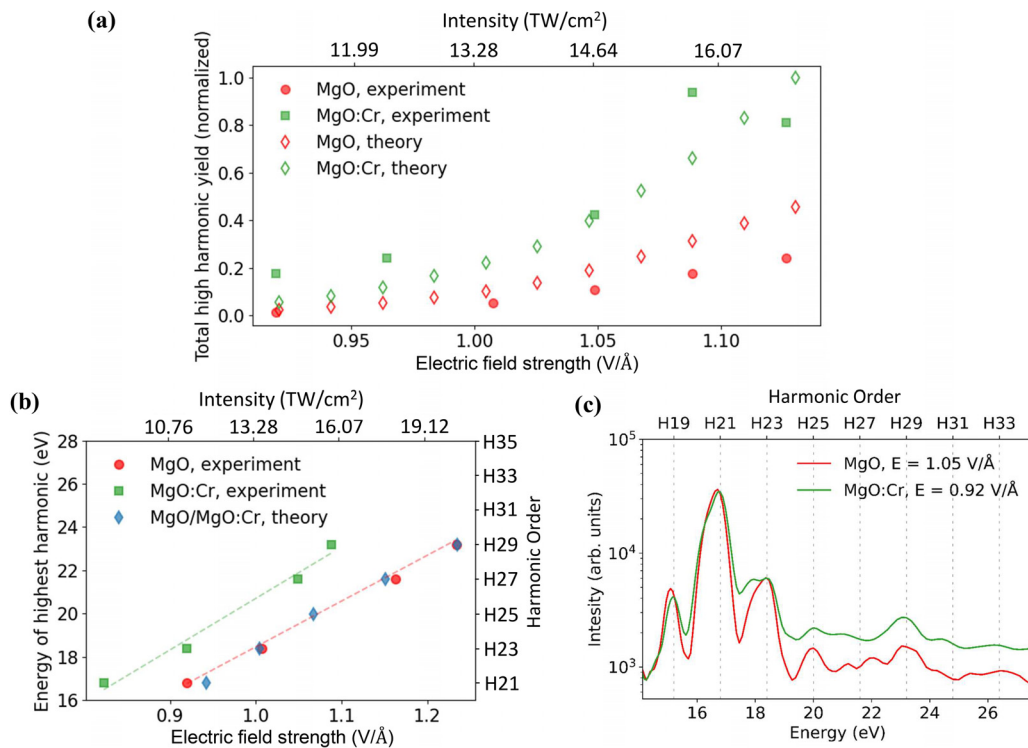 (a)
Intensity (TW/cm²)
11.99 13.28 14.64 16.07
Total high harmonic yield (normalized)
1.0
0.8
0.6
0.4
0.2
0.0
MgO, experiment
MgO:Cr, experiment
MgO, theory
MgO:Cr, theory
0.95 1.00 1.05 1.10
Electric field strength (V/Å)
(b)
Intensity (TW/cm²)
10.76 13.28 16.07 19.12
Energy of highest harmonic (eV)
28
26
24
22
20
18
16
MgO, experiment
MgO:Cr, experiment
MgO/MgO:Cr, theory
H35
H33
H31
H29
H27
H25
H23
H21
Harmonic Order
0.9 1.0 1.1 1.2
Electric field strength (V/Å)
(c)
Harmonic Order
H19 H21 H23 H25 H27 H29 H31 H33
Intesity (arb. units)
10⁵
10⁴
10³
MgO, E = 1.05 V/Å
MgO:Cr, E = 0.92 V/Å
16 18 20 22 24 26
Energy (eV)